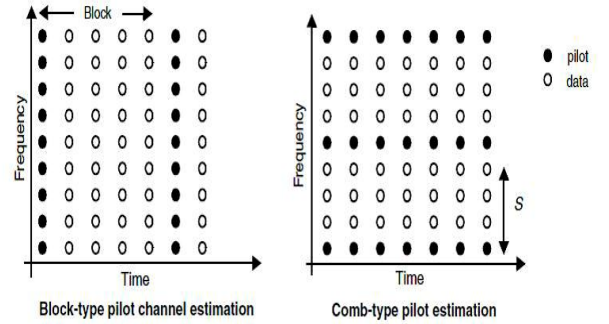 Block
Frequency
Time
Block-type pilot channel estimation
Frequency
S
Time
Comb-type pilot estimation
pilot
data